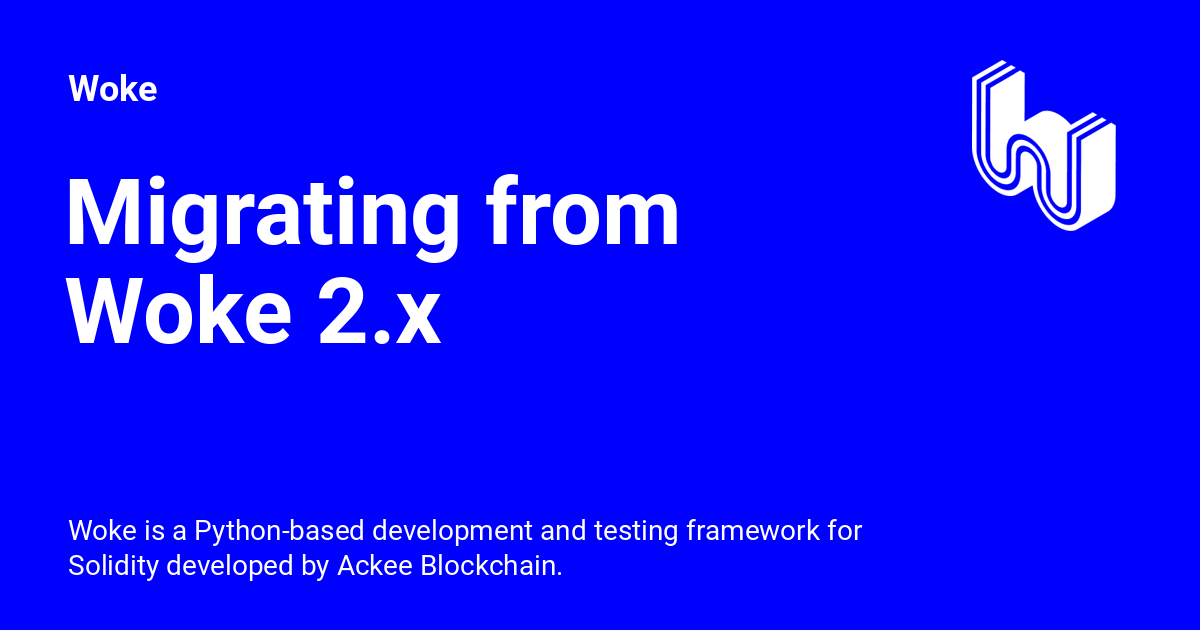 Woke
Migrating from
Woke 2.x
Woke is a Python-based development and testing framework for
Solidity developed by Ackee Blockchain.